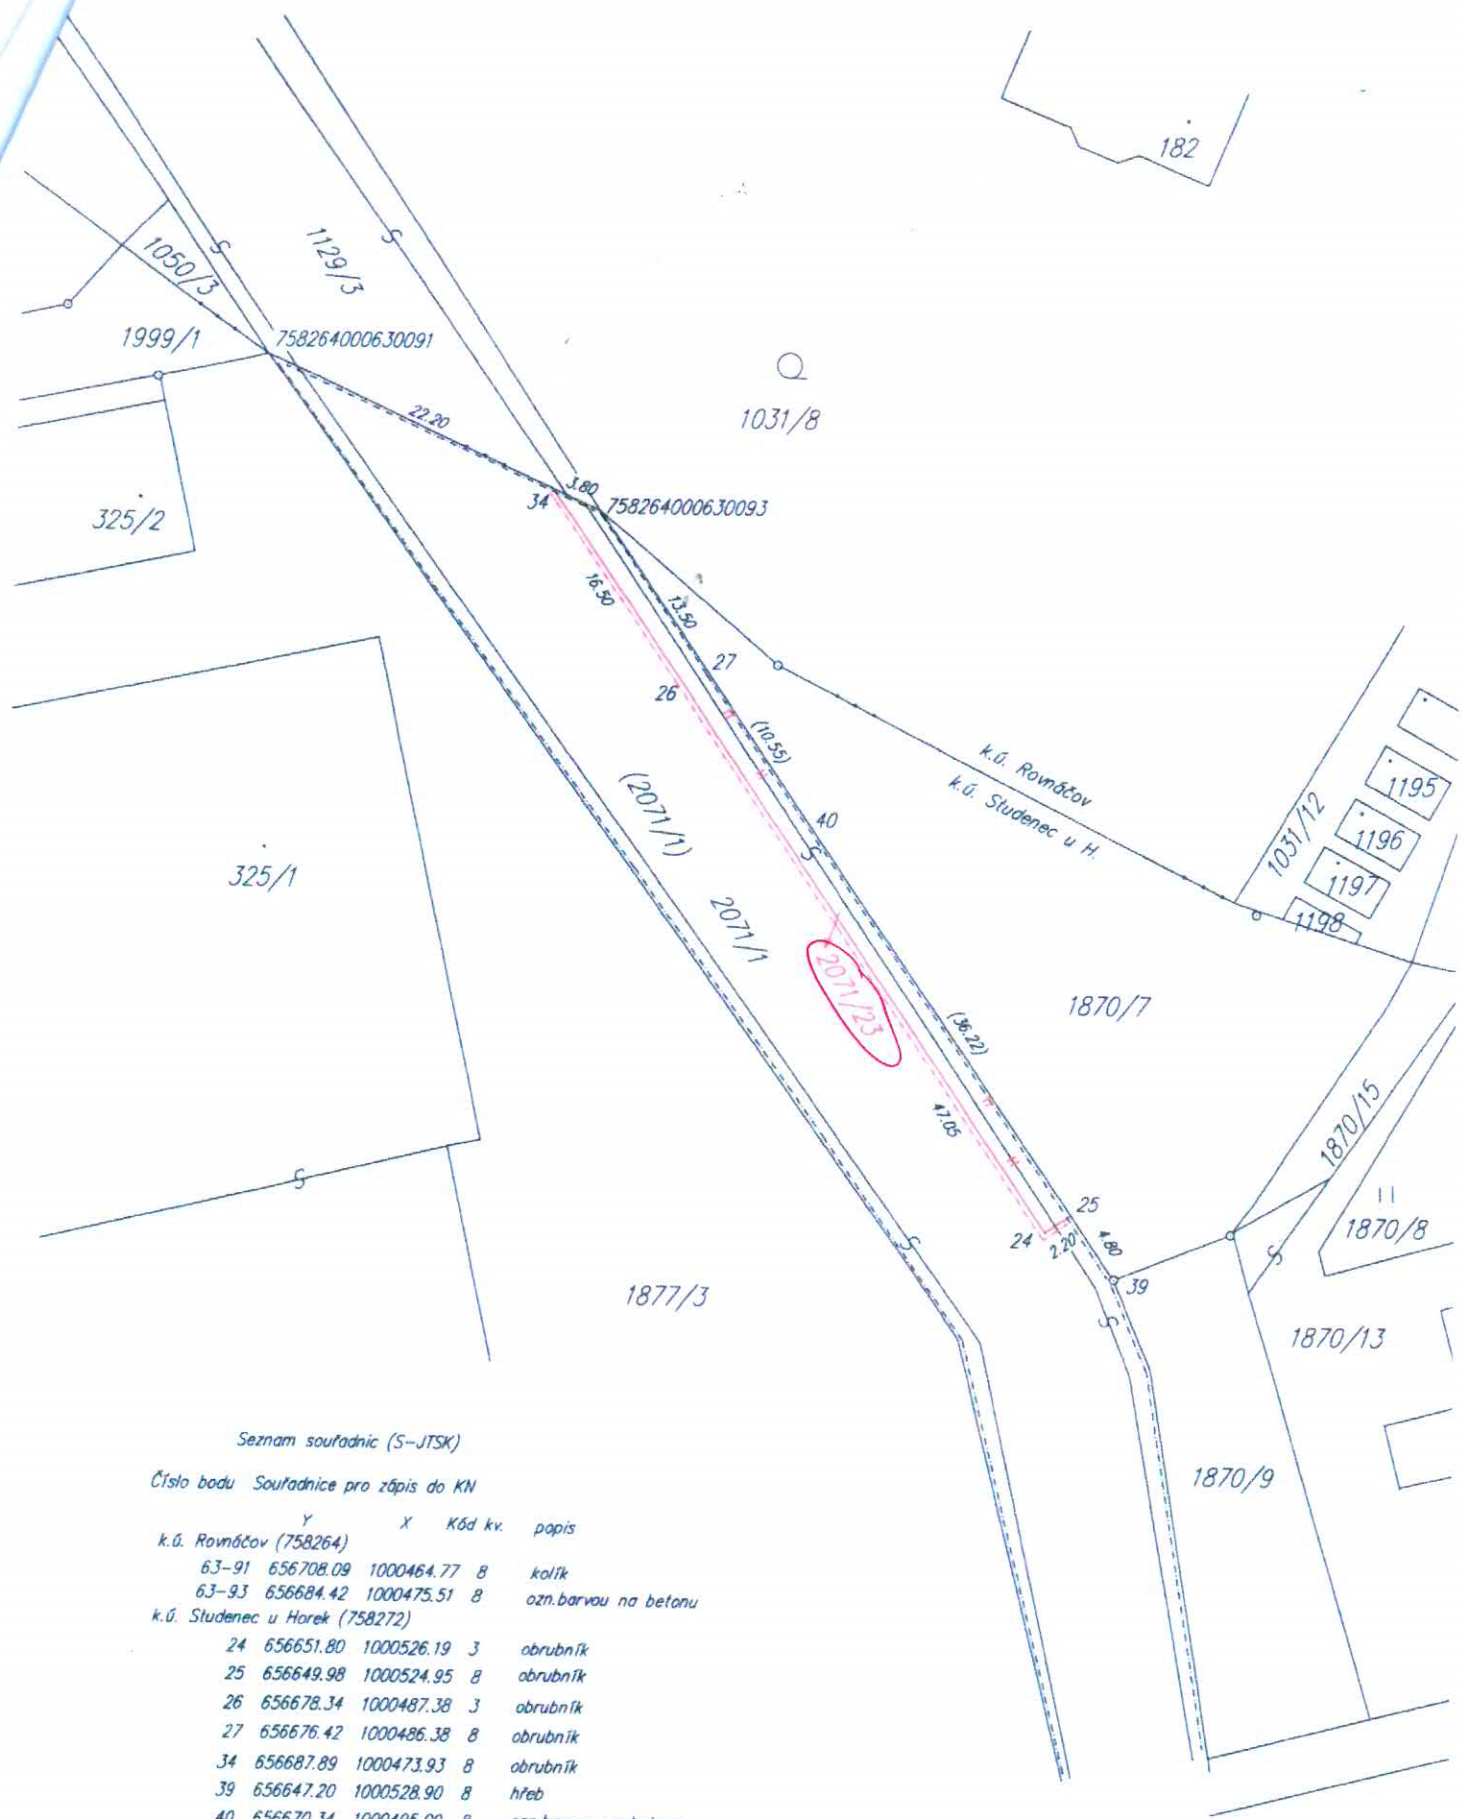 182
1129/3
1050/3
1999/1
758264000630091
1031/8
22.20
3.80
34
758264000630093
325/2
16.50
13.50
27
26
(10.55)
k.ú. Rovnáčov
k.ú. Studenec u H.
1195
1196
1197
1198
1031/12
40
(2071/1)
325/1
2071/1
2071/23
1870/7
(36.22)
47.05
1870/15
25
24
2.20
4.80
39
1870/8
1877/3
1870/13
1870/9
Seznam souřadnic (S-JTSK)
Číslo bodu Souřadnice pro zápis do KN
Y X Kód kv. popis
k.ú. Rovnáčov (758264)
63-91 656708.09 1000464.77 8 kolík
63-93 656684.42 1000475.51 8 ozn.barvou na betonu
k.ú. Studenec u Horek (758272)
24 656651.80 1000526.19 3 obrubník
25 656649.98 1000524.95 8 obrubník
26 656678.34 1000487.38 3 obrubník
27 656676.42 1000486.38 8 obrubník
34 656687.89 1000473.93 8 obrubník
39 656647.20 1000528.90 8 hřeb
40 656670.34